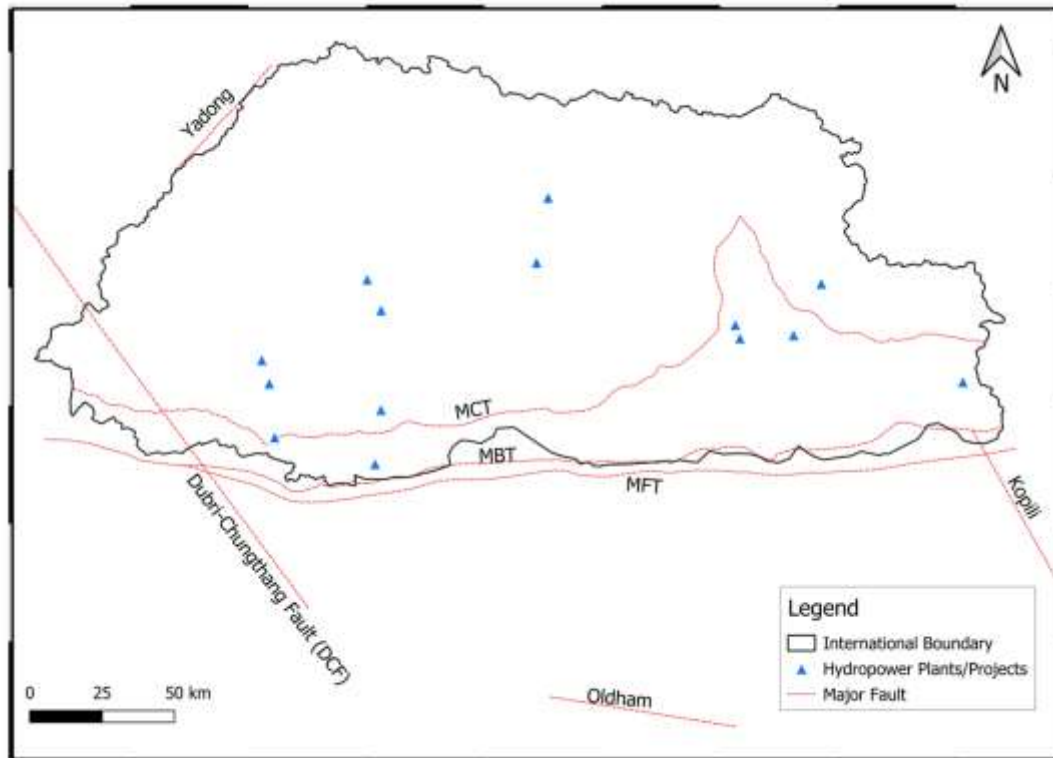 N
Yadong
MCT
MBT
MFT
Dubri-Chungthang Fault (DCF)
Kopili
Oldham
Legend
International Boundary
Hydropower Plants/Projects
Major Fault
0 25 50 km